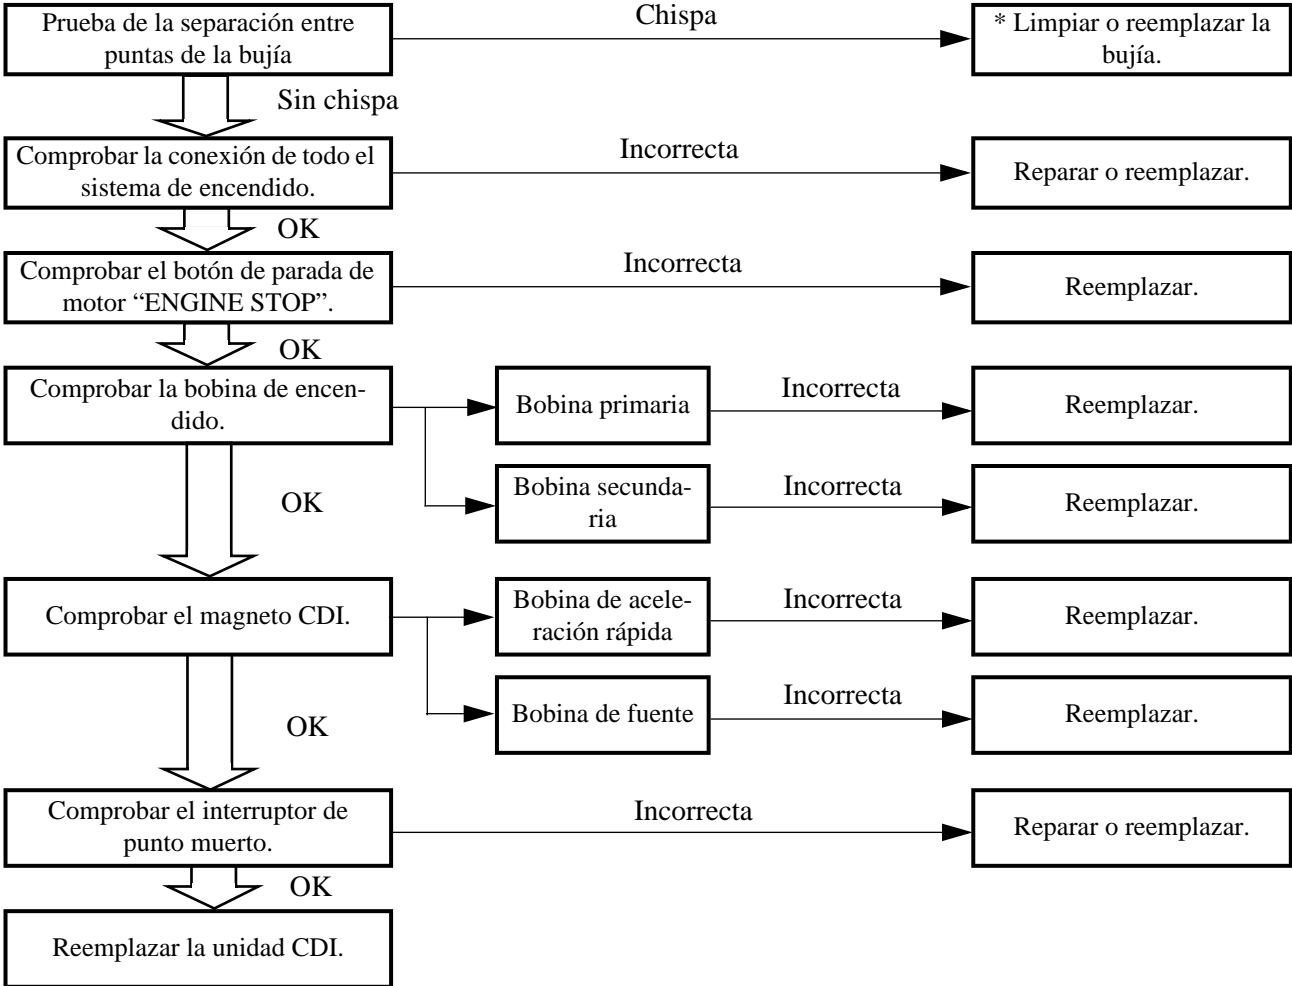 Prueba de la separación entre
puntas de la bujía
Chispa
* Limpiar o reemplazar la
bujía.
Sin chispa
Comprobar la conexión de todo el
sistema de encendido.
Incorrecta
Reparar o reemplazar.
OK
Comprobar el botón de parada de
motor “ENGINE STOP”.
Incorrecta
Reemplazar.
OK
Comprobar la bobina de encen-
dido.
Bobina primaria
Incorrecta
Reemplazar.
Bobina secunda-
ria
Incorrecta
Reemplazar.
OK
Comprobar el magneto CDI.
Bobina de acele-
ración rápida
Incorrecta
Reemplazar.
Bobina de fuente
Incorrecta
Reemplazar.
OK
Comprobar el interruptor de
punto muerto.
Incorrecta
Reparar o reemplazar.
OK
Reemplazar la unidad CDI.